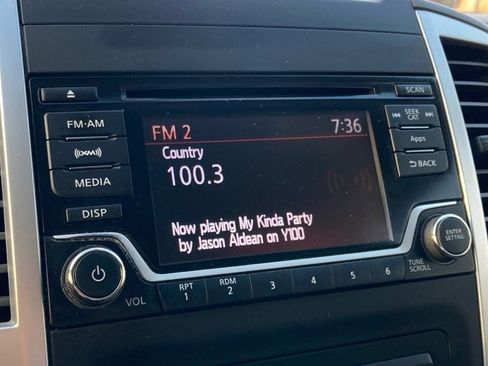 SCAN
FM·AM
SEEK
CAT
FM 2
7:36
Country
Apps
(XM)
100.3
BACK
MEDIA
DISP
Now playing My Kinda Party
by Jason Aldean on Y100
ENTER
SETTING
TUNE
SCROLL
VOL
RPT
1
RDM
2
3
4
5
6